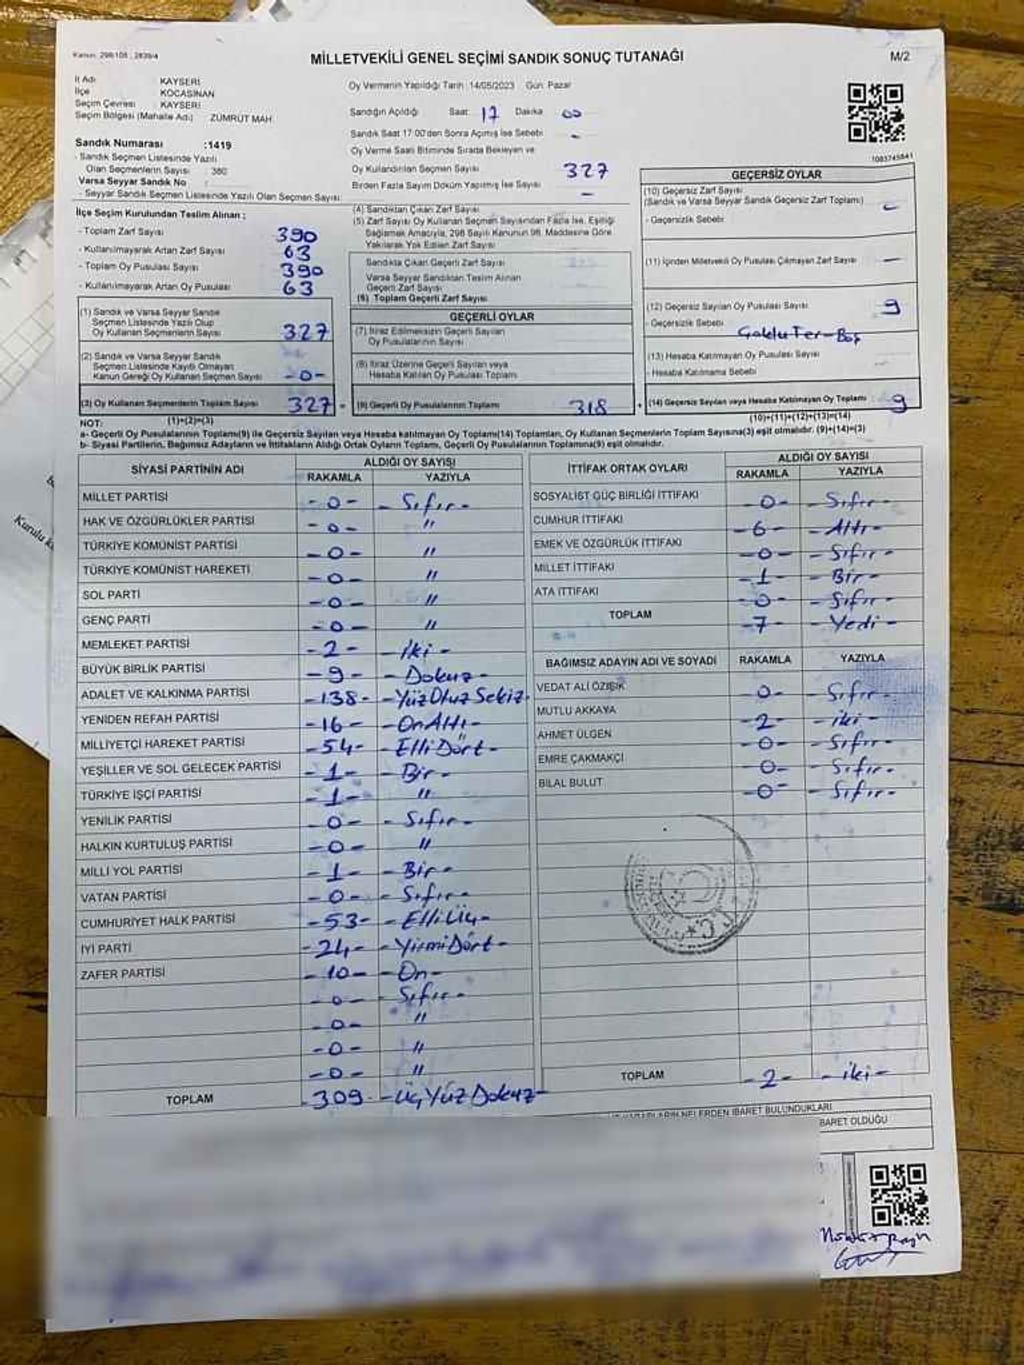 Kanun: 298/105 , 2839/4
MİLLETVEKİLİ GENEL SEÇİMİ SANDIK SONUÇ TUTANAĞI
M/2
İl Adı KAYSERİ
İlçe KOCASİNAN
Seçim Çevresi KAYSERİ
Seçim Bölgesi (Mahalle Adı) ZÜMRÜT MAH.
Oy Vermenin Yapıldığı Tarih :14/05/2023 Gün: Pazar
Sandığın Açıldığı Saat: 17 Dakika 00
Sandık Saat 17:00'den Sonra Açılmış İse Sebebi -
Oy Verme Saati Bitiminde Sırada Bekleyen ve
Oy Kullandırılan Seçmen Sayısı 327
Birden Fazla Sayım Döküm Yapılmış İse Sayısı -
Sandık Numarası :1419
- Sandık Seçmen Listesinde Yazılı
Olan Seçmenlerin Sayısı : 380
Varsa Seyyar Sandık No :
- Seyyar Sandık Seçmen Listesinde Yazılı Olan Seçmen Sayısı:
1083745841
İlçe Seçim Kurulundan Teslim Alınan ;
- Toplam Zarf Sayısı 390
- Kullanılmayarak Artan Zarf Sayısı 63
- Toplam Oy Pusulası Sayısı 390
- Kullanılmayarak Artan Oy Pusulası 63
(1) Sandık ve Varsa Seyyar Sandık
Seçmen Listesinde Yazılı Olup
Oy Kullanan Seçmenlerin Sayısı 327
(2) Sandık ve Varsa Seyyar Sandık
Seçmen Listesinde Kayıtlı Olmayan
Kanun Gereği Oy Kullanan Seçmen Sayısı -0-
(3) Oy Kullanan Seçmenlerin Toplam Sayısı 327
(1)+(2)=(3)
(4) Sandıktan Çıkan Zarf Sayısı
(5) Zarf Sayısı Oy Kullanan Seçmen Sayısından Fazla İse, Eşitliği
Sağlamak Amacıyla, 298 Sayılı Kanunun 98. Maddesine Göre
Yakılarak Yok Edilen Zarf Sayısı
Sandıkta Çıkan Geçerli Zarf Sayısı
Varsa Seyyar Sandıktan Teslim Alınan
Geçerli Zarf Sayısı
(6) Toplam Geçerli Zarf Sayısı
GEÇERLİ OYLAR
(7) İtiraz Edilmeksizin Geçerli Sayılan
Oy Pusulalarının Sayısı
(8) İtiraz Üzerine Geçerli Sayılan veya
Hesaba Katılan Oy Pusulası Toplamı
(9) Geçerli Oy Pusulalarının Toplamı 318
GEÇERSİZ OYLAR
(10) Geçersiz Zarf Sayısı
(Sandık ve Varsa Seyyar Sandık Geçersiz Zarf Toplamı) -
- Geçersizlik Sebebi
(11) İçinden Milletvekili Oy Pusulası Çıkmayan Zarf Sayısı -
(12) Geçersiz Sayılan Oy Pusulası Sayısı 9
- Geçersizlik Sebebi
(13) Hesaba Katılmayan Oy Pusulası Sayısı
- Hesaba Katılmama Sebebi
(14) Geçersiz Sayılan veya Hesaba Katılmayan Oy Toplamı 9
(10)+(11)+(12)+(13)=(14)
NOT:
a- Geçerli Oy Pusulalarının Toplamı(9) ile Geçersiz Sayılan veya Hesaba katılmayan Oy Toplamı(14) Toplamları, Oy Kullanan Seçmenlerin Toplam Sayısına(3) eşit olmalıdır. (9)+(14)=(3)
b- Siyasi Partilerin, Bağımsız Adayların ve İttifakların Aldığı Ortak Oyların Toplamı, Geçerli Oy Pusulalarının Toplamına(9) eşit olmalıdır.
SİYASİ PARTİNİN ADI
ALDIĞI OY SAYISI
RAKAMLA YAZIYLA
MİLLET PARTİSİ -0- -Sıfır-
HAK VE ÖZGÜRLÜKLER PARTİSİ -0- "
TÜRKİYE KOMÜNİST PARTİSİ -0- "
TÜRKİYE KOMÜNİST HAREKETİ -0- "
SOL PARTİ -0- "
GENÇ PARTİ -0- "
MEMLEKET PARTİSİ -2- -İki-
BÜYÜK BİRLİK PARTİSİ -9- -Dokuz-
ADALET VE KALKINMA PARTİSİ -138- -YüzOtuzSekiz-
YENİDEN REFAH PARTİSİ -16- -OnAltı-
MİLLİYETÇİ HAREKET PARTİSİ -54- -ElliDört-
YEŞİLLER VE SOL GELECEK PARTİSİ -1- -Bir-
TÜRKİYE İŞÇİ PARTİSİ -1- "
YENİLİK PARTİSİ -0- -Sıfır-
HALKIN KURTULUŞ PARTİSİ -0- "
MİLLİ YOL PARTİSİ -1- -Bir-
VATAN PARTİSİ -0- -Sıfır-
CUMHURİYET HALK PARTİSİ -53- -ElliÜç-
İYİ PARTİ -24- -YirmiDört-
ZAFER PARTİSİ -10- -On-
-0- -Sıfır-
-0- "
-0- "
-0- "
TOPLAM -309- -ÜçYüzDokuz-
İTTİFAK ORTAK OYLARI
ALDIĞI OY SAYISI
RAKAMLA YAZIYLA
SOSYALİST GÜÇ BİRLİĞİ İTTİFAKI -0- -Sıfır-
CUMHUR İTTİFAKI -6- -Altı-
EMEK VE ÖZGÜRLÜK İTTİFAKI -0- -Sıfır-
MİLLET İTTİFAKI -1- -Bir-
ATA İTTİFAKI -0- -Sıfır-
TOPLAM -7- -Yedi-
BAĞIMSIZ ADAYIN ADI VE SOYADI RAKAMLA YAZIYLA
VEDAT ALİ ÖZIŞIK -0- -Sıfır-
MUTLU AKKAYA -2- -iki-
AHMET ÜLGEN -0- -Sıfır-
EMRE ÇAKMAKÇİ -0- -Sıfır-
BİLAL BULUT -0- -Sıfır-
T.C.
TOPLAM -2- -iki-
NELERDEN İBARET BULUNDUKLARI
BARET OLDUĞU
Kurulu